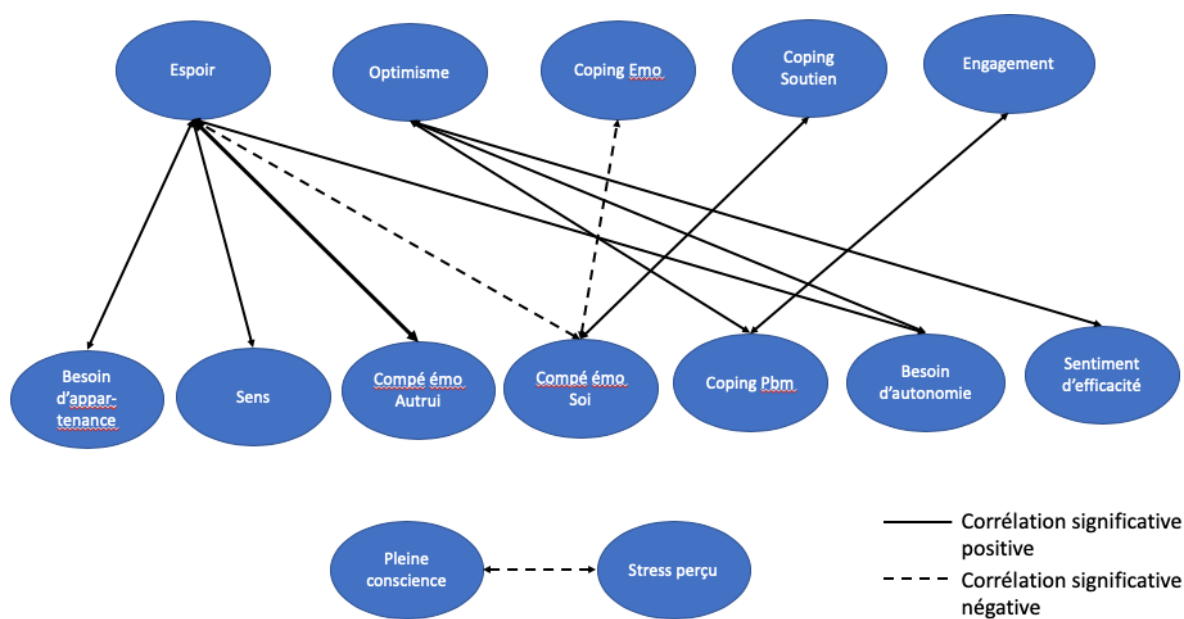 Espoir
Optimisme
Coping Emo
Coping
Soutien
Engagement
Besoin
d'appar-
tenance
Sens
Compé émo
Autrui
Compé émo
Soi
Coping Pbm
Besoin
d'autonomie
Sentiment
d'efficacité
Pleine
conscience
Stress perçu
Corrélation significative
positive
Corrélation significative
négative